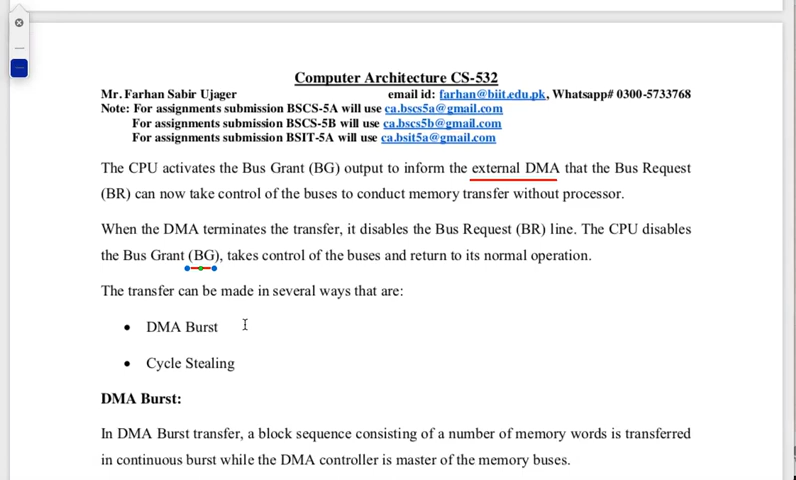 Computer Architecture CS-532
Mr. Farhan Sabir Ujager email id: farhan@biit.edu.pk, Whatsapp# 0300-5733768
Note: For assignments submission BSCS-5A will use ca.bscs5a@gmail.com
For assignments submission BSCS-5B will use ca.bscs5b@gmail.com
For assignments submission BSIT-5A will use ca.bsit5a@gmail.com
The CPU activates the Bus Grant (BG) output to inform the external DMA that the Bus Request
(BR) can now take control of the buses to conduct memory transfer without processor.
When the DMA terminates the transfer, it disables the Bus Request (BR) line. The CPU disables
the Bus Grant (BG), takes control of the buses and return to its normal operation.
The transfer can be made in several ways that are:
• DMA Burst
• Cycle Stealing
DMA Burst:
In DMA Burst transfer, a block sequence consisting of a number of memory words is transferred
in continuous burst while the DMA controller is master of the memory buses.